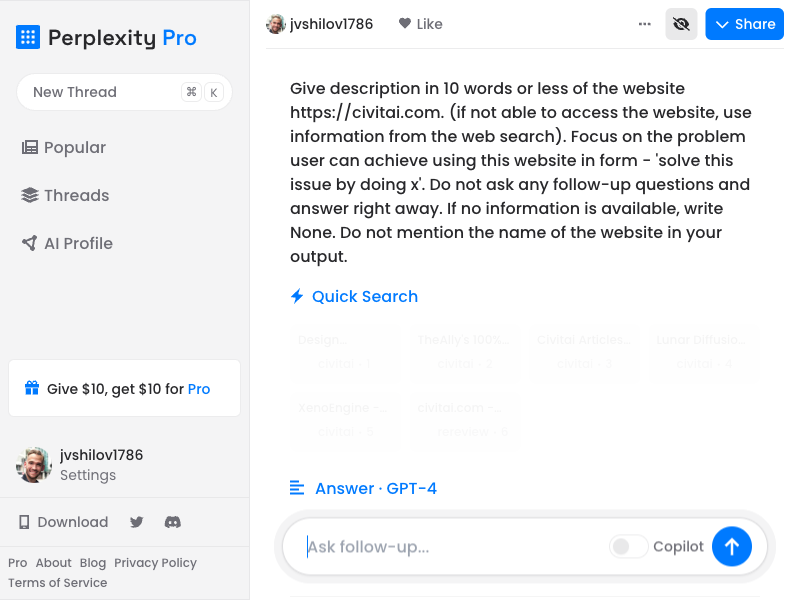 Perplexity Pro
New Thread ⌘ K
Popular
Threads
AI Profile
Give $10, get $10 for Pro
jvshilov1786
Settings
Download
Pro About Blog Privacy Policy
Terms of Service
jvshilov1786 Like Share
Give description in 10 words or less of the website
https://civitai.com. (if not able to access the website, use
information from the web search). Focus on the problem
user can achieve using this website in form - 'solve this
issue by doing x'. Do not ask any follow-up questions and
answer right away. If no information is available, write
None. Do not mention the name of the website in your
output.
Quick Search
Design... TheAlly's 100%... Civitai Articles... Lunar Diffusio...
civitai · 1 civitai · 2 civitai · 3 civitai · 4
XenoEngine -... civitai.com -...
civitai · 5 · 6
Answer · GPT-4
Ask follow-up... Copilot